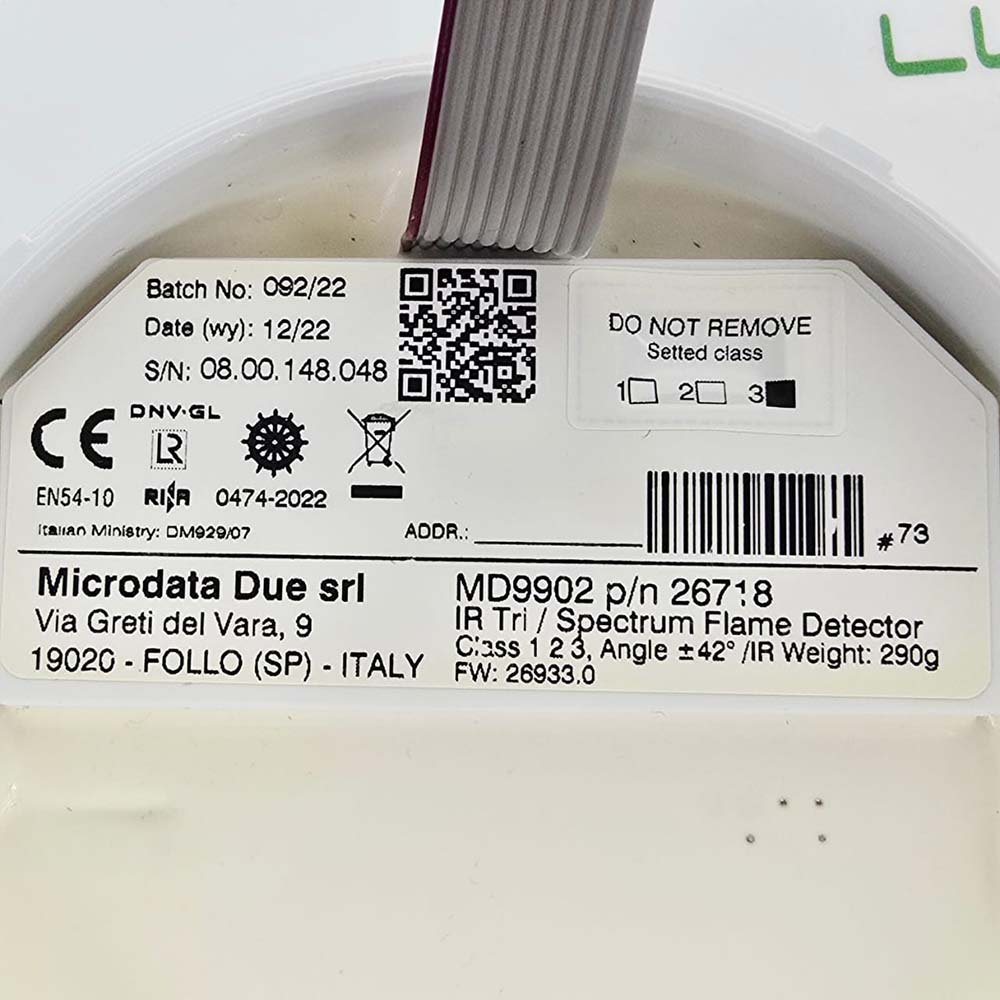 Batch No: 092/22
Date (wy): 12/22
S/N: 08.00.148.048
DO NOT REMOVE
Setted class
1 2 3
CE
DNV·GL
LR
EN54-10 RINA 0474-2022
Italian Ministry: DM929/07
ADDR.:
#73
Microdata Due srl
Via Greti del Vara, 9
19020 - FOLLO (SP) - ITALY
MD9902 p/n 26718
IR Tri / Spectrum Flame Detector
Class 1 2 3, Angle ±42° /IR Weight: 290g
FW: 26933.0